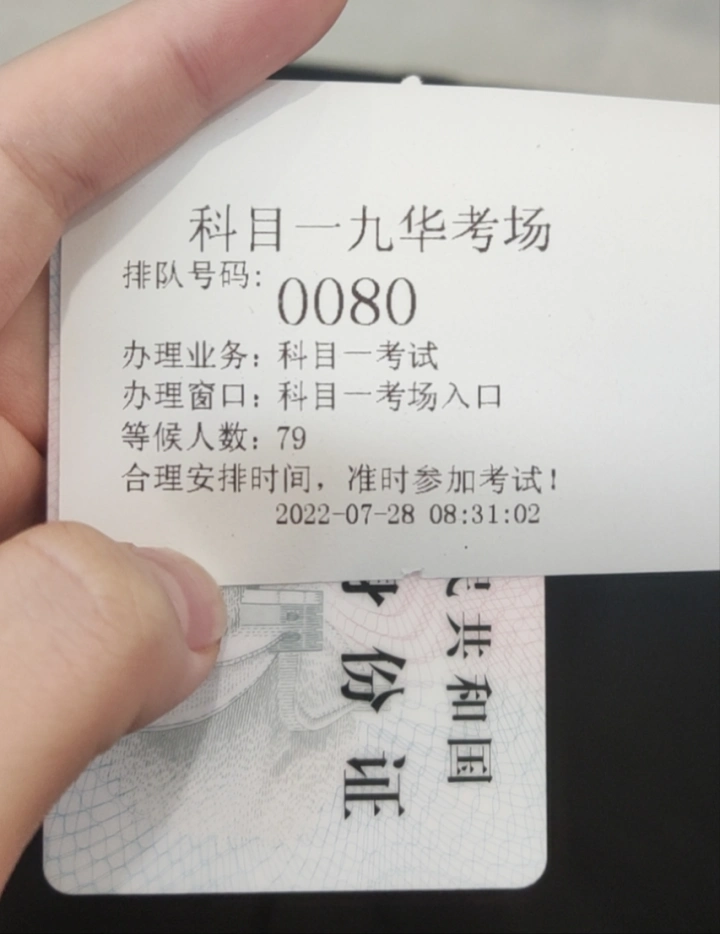 科目一九华考场
排队号码：0080
办理业务：科目一考试
办理窗口：科目一考场入口
等候人数：79
合理安排时间，准时参加考试！
2022-07-28 08:31:02
共和国
份证